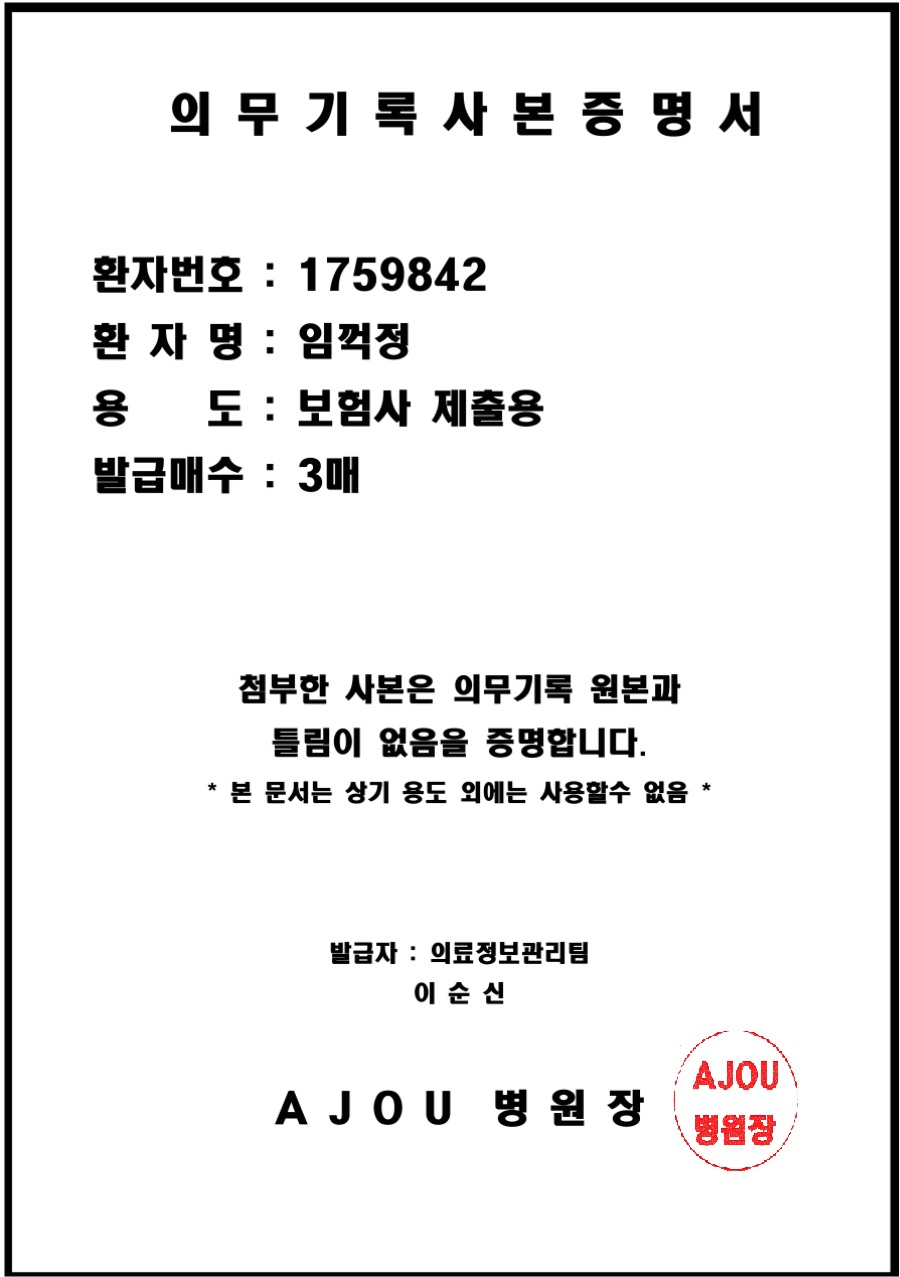 의 무 기 록 사 본 증 명 서
환자번호 : 1759842
환 자 명 : 임꺽정
용 도 : 보험사 제출용
발급매수 : 3매
첨부한 사본은 의무기록 원본과
틀림이 없음을 증명합니다.
* 본 문서는 상기 용도 외에는 사용할수 없음 *
발급자 : 의료정보관리팀
이 순 신
A J O U 병 원 장
AJOU
병원장